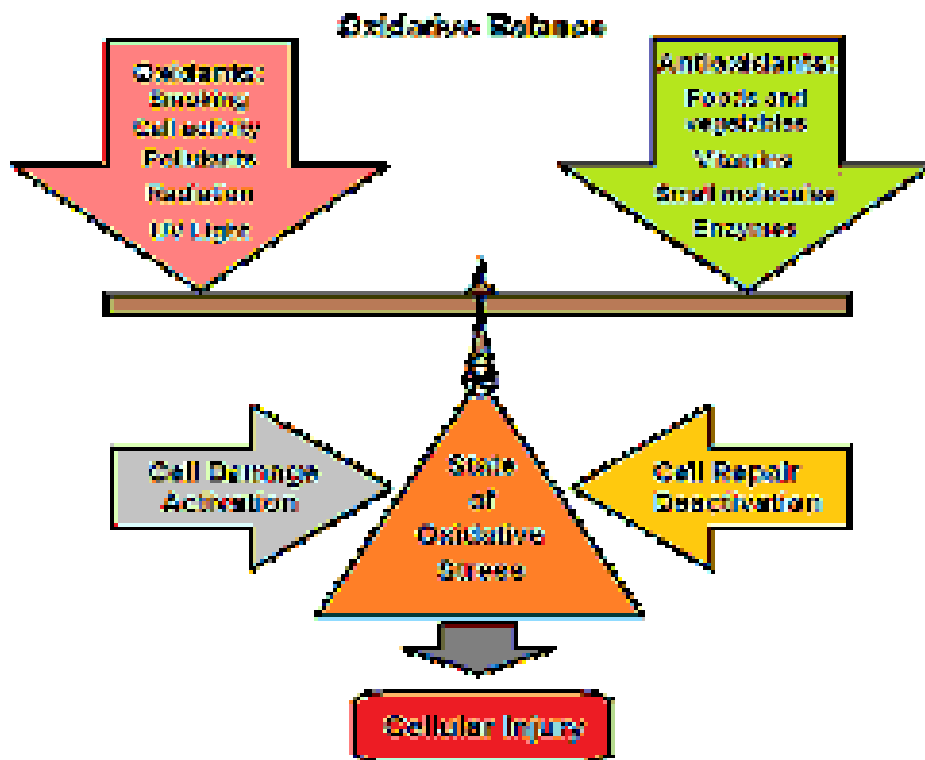 Oxidative Balance
Oxidants:
Smoking
Cell activity
Pollutants
Radiation
UV Light
Antioxidants:
Foods and
vegetables
Vitamins
Small molecules
Enzymes
Cell Damage
Activation
State
of
Oxidative
Stress
Cell Repair
Deactivation
Cellular Injury